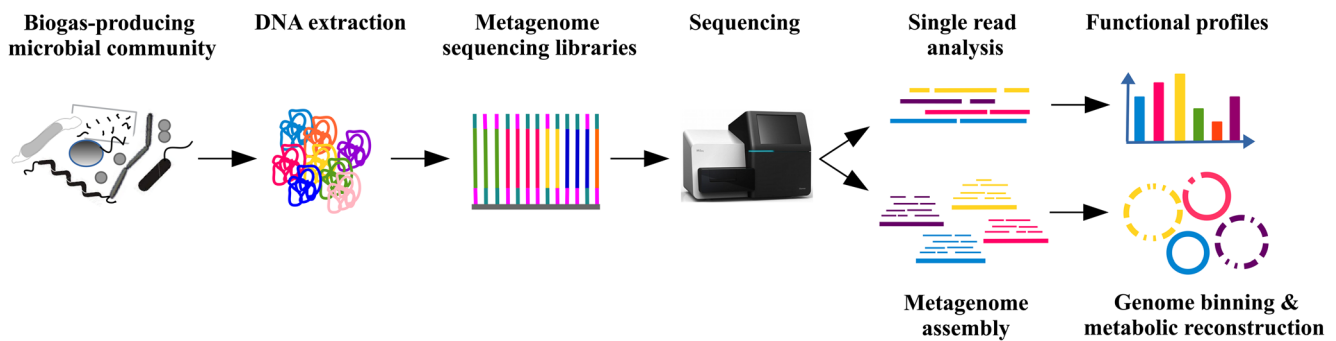 Biogas-producing
microbial community
DNA extraction
Metagenome
sequencing libraries
Sequencing
Single read
analysis
Functional profiles
Metagenome
assembly
Genome binning &
metabolic reconstruction